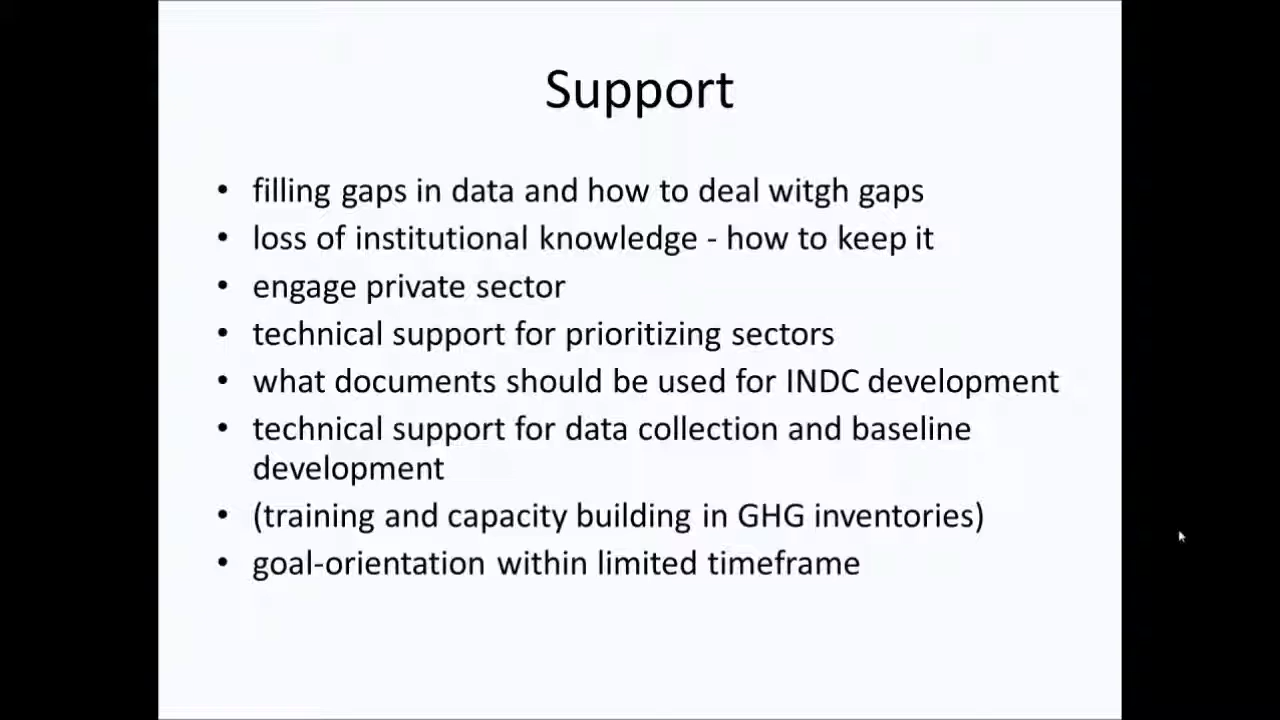 Support
• filling gaps in data and how to deal witgh gaps
• loss of institutional knowledge - how to keep it
• engage private sector
• technical support for prioritizing sectors
• what documents should be used for INDC development
• technical support for data collection and baseline
development
• (training and capacity building in GHG inventories)
• goal-orientation within limited timeframe